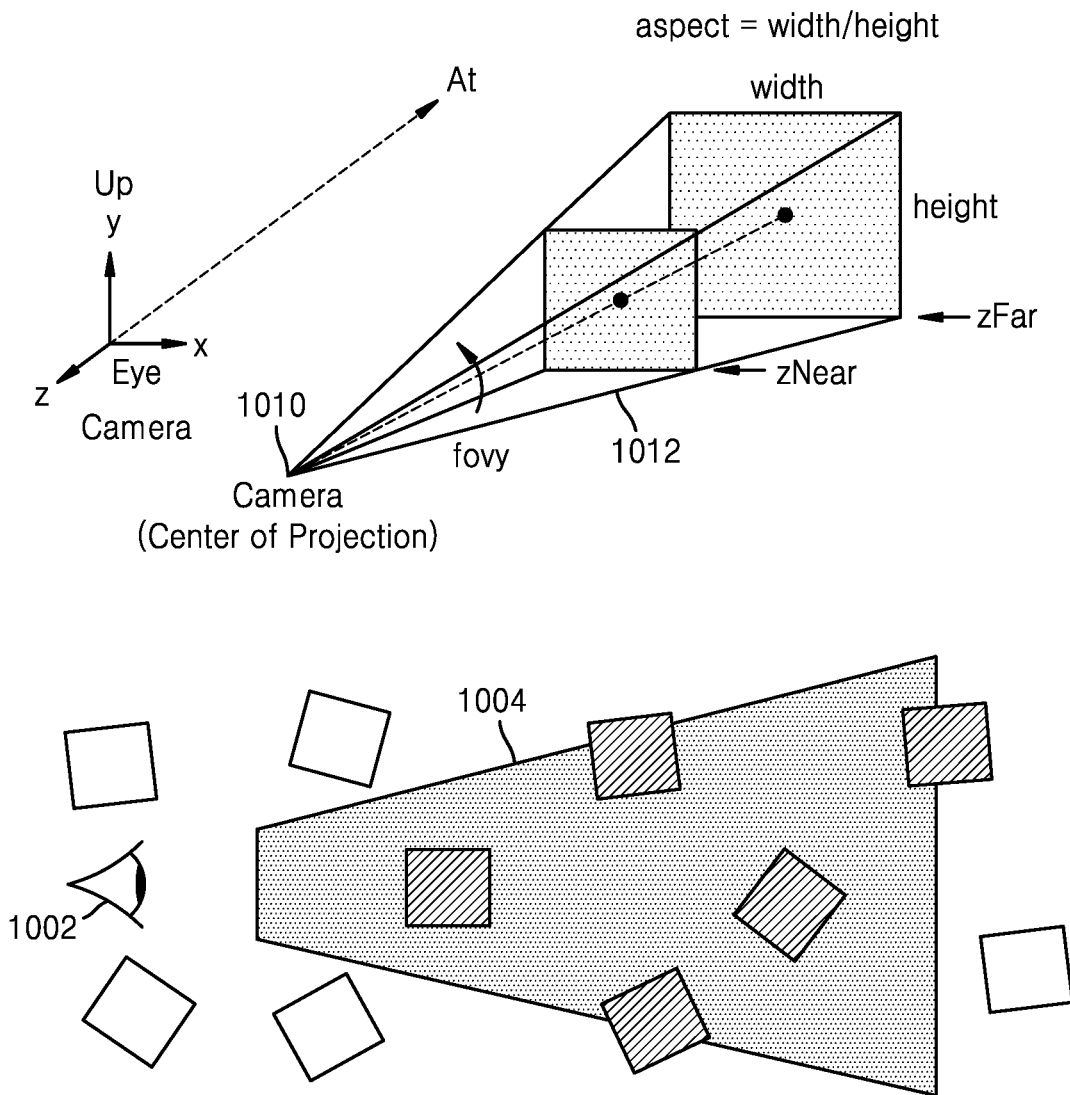 aspect = width/height
At
width
Up
y
height
x
zFar
Eye
z
zNear
1010
Camera
fovy
1012
Camera
(Center of Projection)
1004
1002